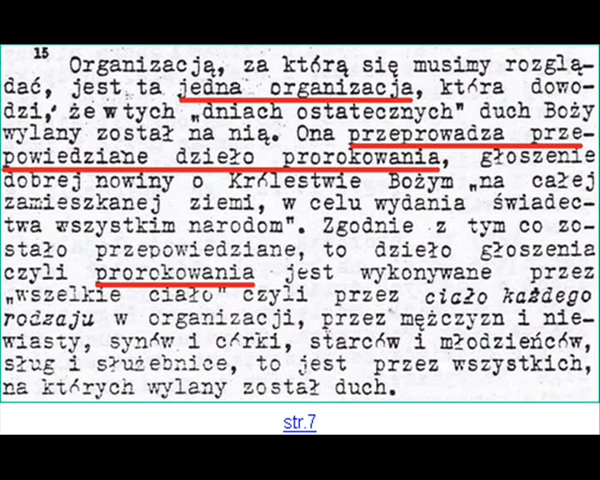 15
Organizacją, za którą się musimy rozglą-
dać, jest ta jedna organizacja, która dowo-
dzi, że w tych „dniach ostatecznych" duch Boży
wylany został na nią. Ona przeprowadza prze-
powiedziane dzieło prorokowania, głoszenie
dobrej nowiny o Królestwie Bożym „na całej
zamieszkanej ziemi, w celu wydania świadec-
twa wszystkim narodom". Zgodnie z tym co zo-
stało przepowiedziane, to dzieło głoszenia
czyli prorokowania jest wykonywane przez
„wszelkie ciało" czyli przez ciało każdego
rodzaju w organizacji, przez mężczyzn i nie-
wiasty, synów i córki, starców i młodzieńców,
sług i służebnice, to jest przez wszystkich,
na których wylany został duch.
str.7